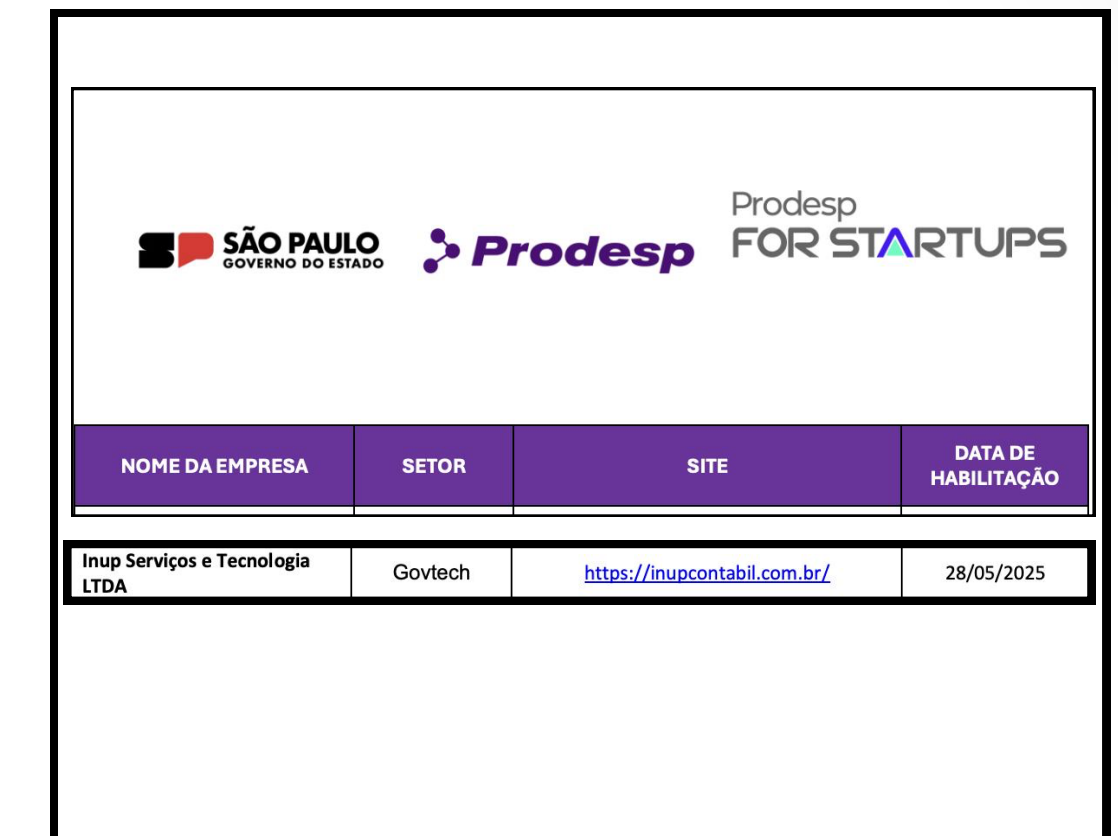 SÃO PAULO
GOVERNO DO ESTADO
Prodesp
Prodesp
FOR STARTUPS
NOME DA EMPRESA
SETOR
SITE
DATA DE
HABILITAÇÃO
Inup Serviços e Tecnologia
LTDA
Govtech
https://inupcontabil.com.br/
28/05/2025